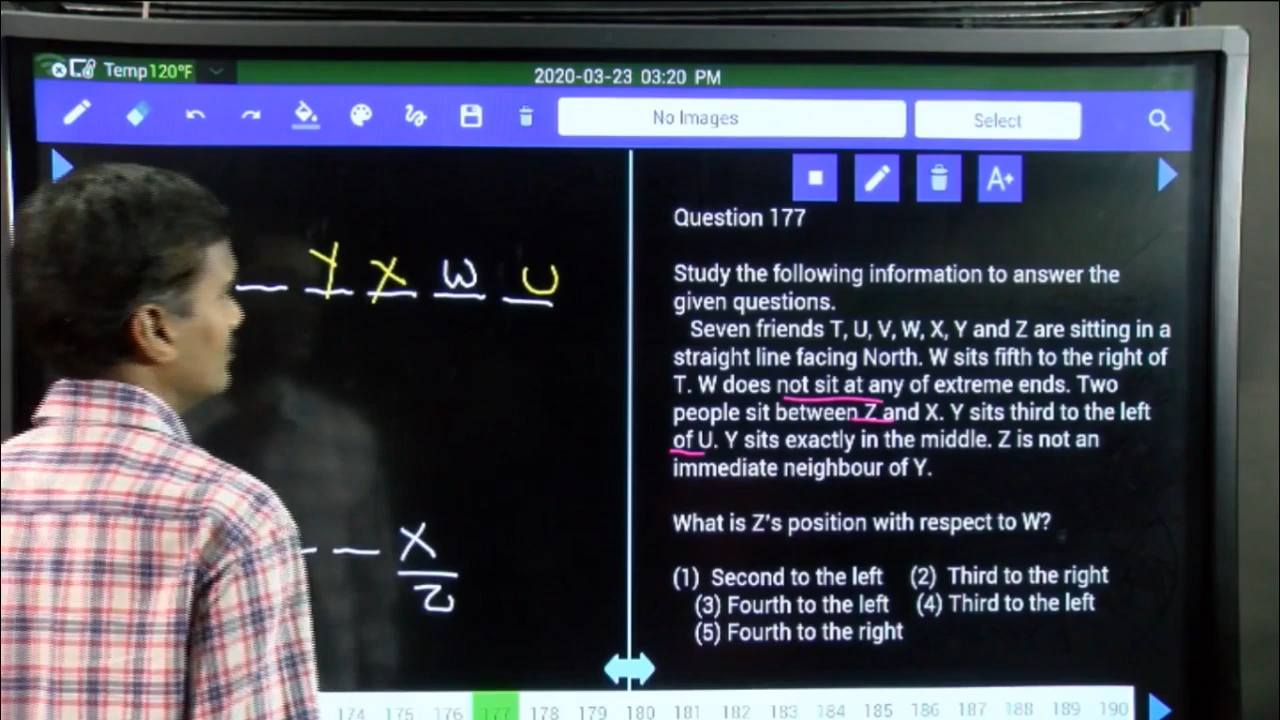 Temp 120°F
2020-03-23 03:20 PM
No Images
Select
A+
Y X W U
X
Z
Question 177
Study the following information to answer the
given questions.
Seven friends T, U, V, W, X, Y and Z are sitting in a
straight line facing North. W sits fifth to the right of
T. W does not sit at any of extreme ends. Two
people sit between Z and X. Y sits third to the left
of U. Y sits exactly in the middle. Z is not an
immediate neighbour of Y.
What is Z's position with respect to W?
(1) Second to the left (2) Third to the right
(3) Fourth to the left (4) Third to the left
(5) Fourth to the right
174 175 176 177 178 179 180 181 182 183 184 185 186 187 188 189 190